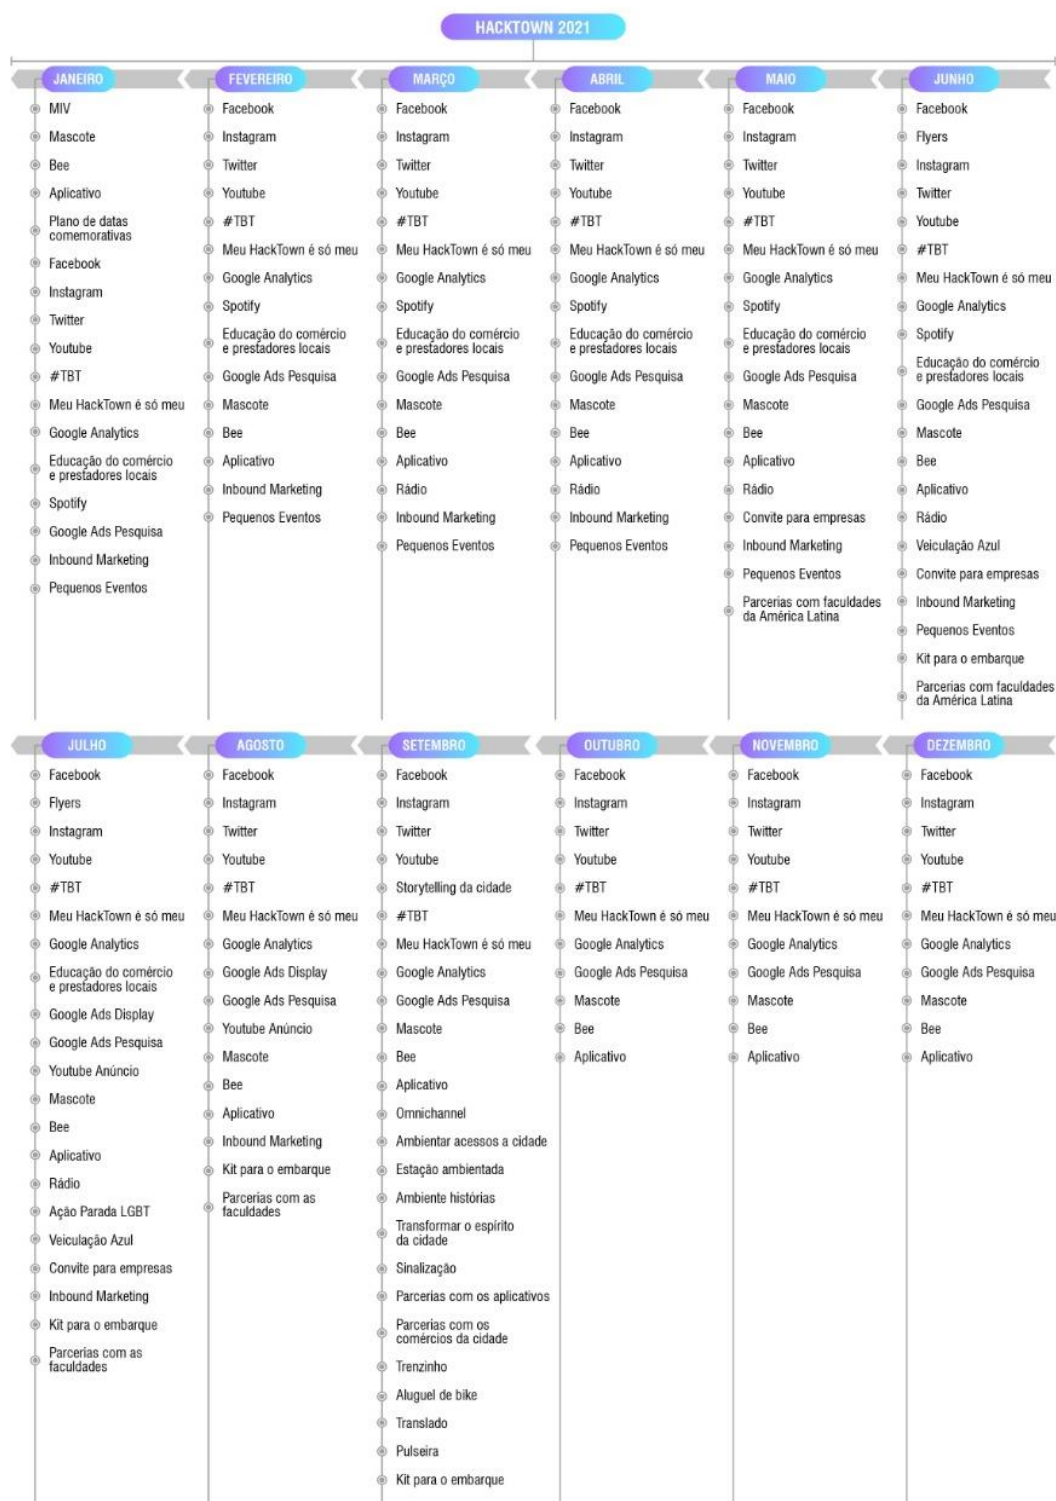 HACKTOWN 2021
JANEIRO
MIV
Mascote
Bee
Aplicativo
Plano de datas
comemorativas
Facebook
Instagram
Twitter
Youtube
#TBT
Meu HackTown é só meu
Google Analytics
Educação do comércio
e prestadores locais
Spotify
Google Ads Pesquisa
Inbound Marketing
Pequenos Eventos
FEVEREIRO
Facebook
Instagram
Twitter
Youtube
#TBT
Meu HackTown é só meu
Google Analytics
Spotify
Educação do comércio
e prestadores locais
Google Ads Pesquisa
Mascote
Bee
Aplicativo
Inbound Marketing
Pequenos Eventos
MARÇO
Facebook
Instagram
Twitter
Youtube
#TBT
Meu HackTown é só meu
Google Analytics
Spotify
Educação do comércio
e prestadores locais
Google Ads Pesquisa
Mascote
Bee
Aplicativo
Rádio
Inbound Marketing
Pequenos Eventos
ABRIL
Facebook
Instagram
Twitter
Youtube
#TBT
Meu HackTown é só meu
Google Analytics
Spotify
Educação do comércio
e prestadores locais
Google Ads Pesquisa
Mascote
Bee
Aplicativo
Rádio
Inbound Marketing
Pequenos Eventos
MAIO
Facebook
Instagram
Twitter
Youtube
#TBT
Meu HackTown é só meu
Google Analytics
Spotify
Educação do comércio
e prestadores locais
Google Ads Pesquisa
Mascote
Bee
Aplicativo
Rádio
Convite para empresas
Inbound Marketing
Pequenos Eventos
Parcerias com faculdades
da América Latina
JUNHO
Facebook
Flyers
Instagram
Twitter
Youtube
#TBT
Meu HackTown é só meu
Google Analytics
Spotify
Educação do comércio
e prestadores locais
Google Ads Pesquisa
Mascote
Bee
Aplicativo
Rádio
Veiculação Azul
Convite para empresas
Inbound Marketing
Pequenos Eventos
Kit para o embarque
Parcerias com faculdades
da América Latina
JULHO
Facebook
Flyers
Instagram
Youtube
#TBT
Meu HackTown é só meu
Google Analytics
Educação do comércio
e prestadores locais
Google Ads Display
Google Ads Pesquisa
Youtube Anúncio
Mascote
Bee
Aplicativo
Rádio
Ação Parada LGBT
Veiculação Azul
Convite para empresas
Inbound Marketing
Kit para o embarque
Parcerias com as
faculdades
AGOSTO
Facebook
Instagram
Twitter
Youtube
#TBT
Meu HackTown é só meu
Google Analytics
Google Ads Display
Google Ads Pesquisa
Youtube Anúncio
Mascote
Bee
Aplicativo
Inbound Marketing
Kit para o embarque
Parcerias com as
faculdades
SETEMBRO
Facebook
Instagram
Twitter
Youtube
Storytelling da cidade
#TBT
Meu HackTown é só meu
Google Analytics
Google Ads Pesquisa
Mascote
Bee
Aplicativo
Omnichannel
Ambientar acessos a cidade
Estação ambientada
Ambiente histórias
Transformar o espírito
da cidade
Sinalização
Parcerias com os aplicativos
Parcerias com os
comércios da cidade
Trenzinho
Aluguel de bike
Translado
Pulseira
Kit para o embarque
OUTUBRO
Facebook
Instagram
Twitter
Youtube
#TBT
Meu HackTown é só meu
Google Analytics
Google Ads Pesquisa
Mascote
Bee
Aplicativo
NOVEMBRO
Facebook
Instagram
Twitter
Youtube
#TBT
Meu HackTown é só meu
Google Analytics
Google Ads Pesquisa
Mascote
Bee
Aplicativo
DEZEMBRO
Facebook
Instagram
Twitter
Youtube
#TBT
Meu HackTown é só meu
Google Analytics
Google Ads Pesquisa
Mascote
Bee
Aplicativo